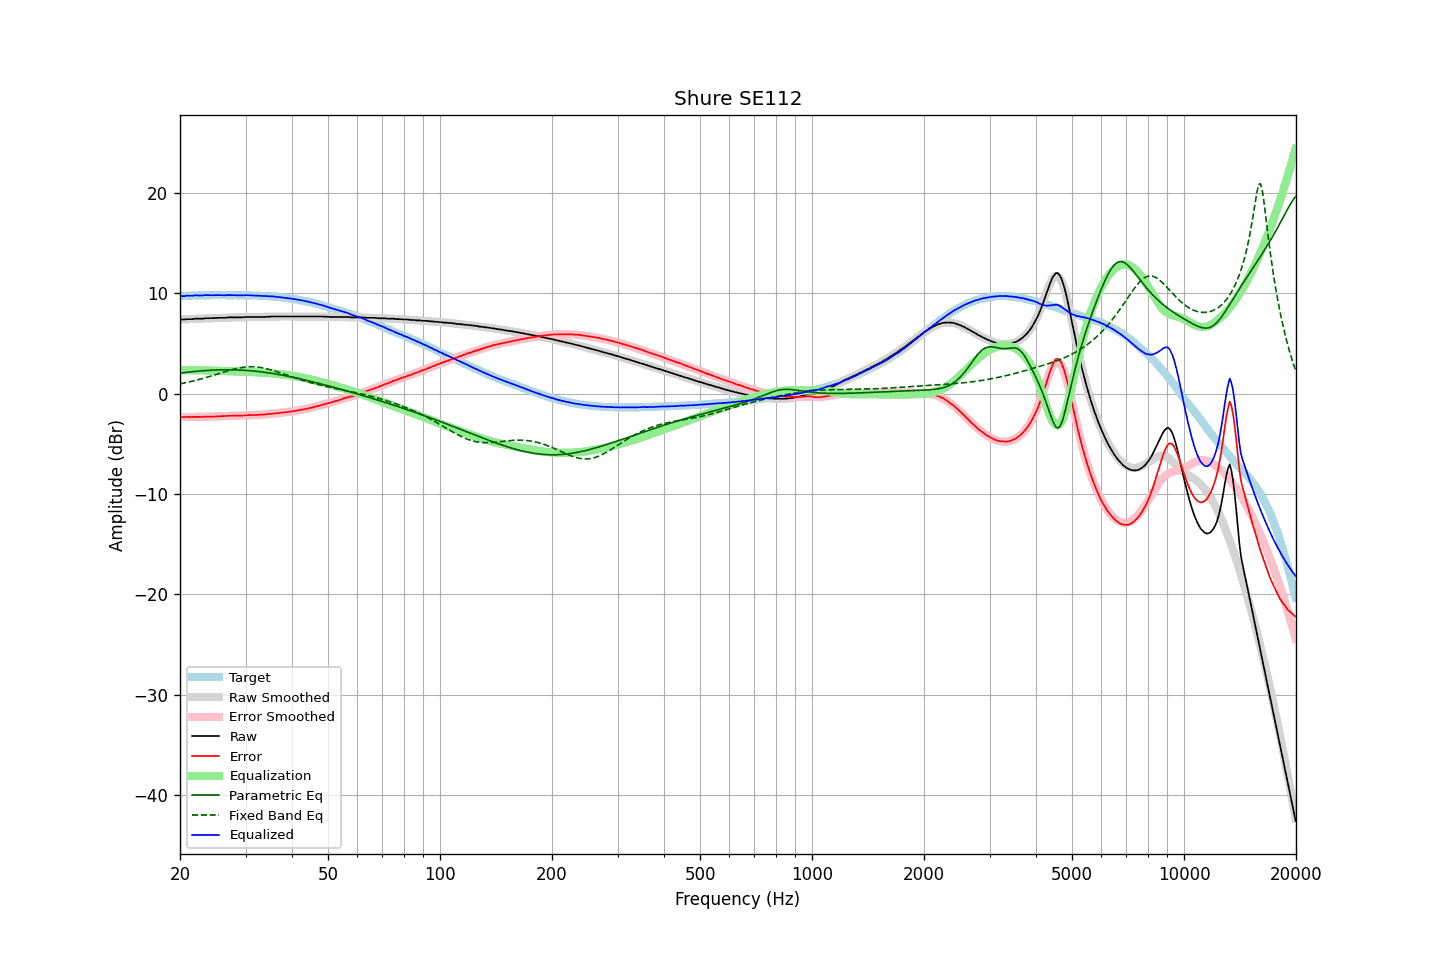 Shure SE112
Amplitude (dBr)
20
10
0
−10
−20
−30
−40
Target
Raw Smoothed
Error Smoothed
Raw
Error
Equalization
Parametric Eq
Fixed Band Eq
Equalized
20 50 100 200 500 1000 2000 5000 10000 20000
Frequency (Hz)